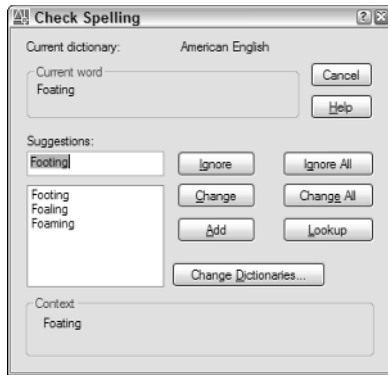 Check Spelling
Current dictionary: American English
Current word
Foating
Cancel
Help
Suggestions:
Footing
Ignore
Ignore All
Footing
Foaling
Foaming
Change
Change All
Add
Lookup
Change Dictionaries...
Context
Foating